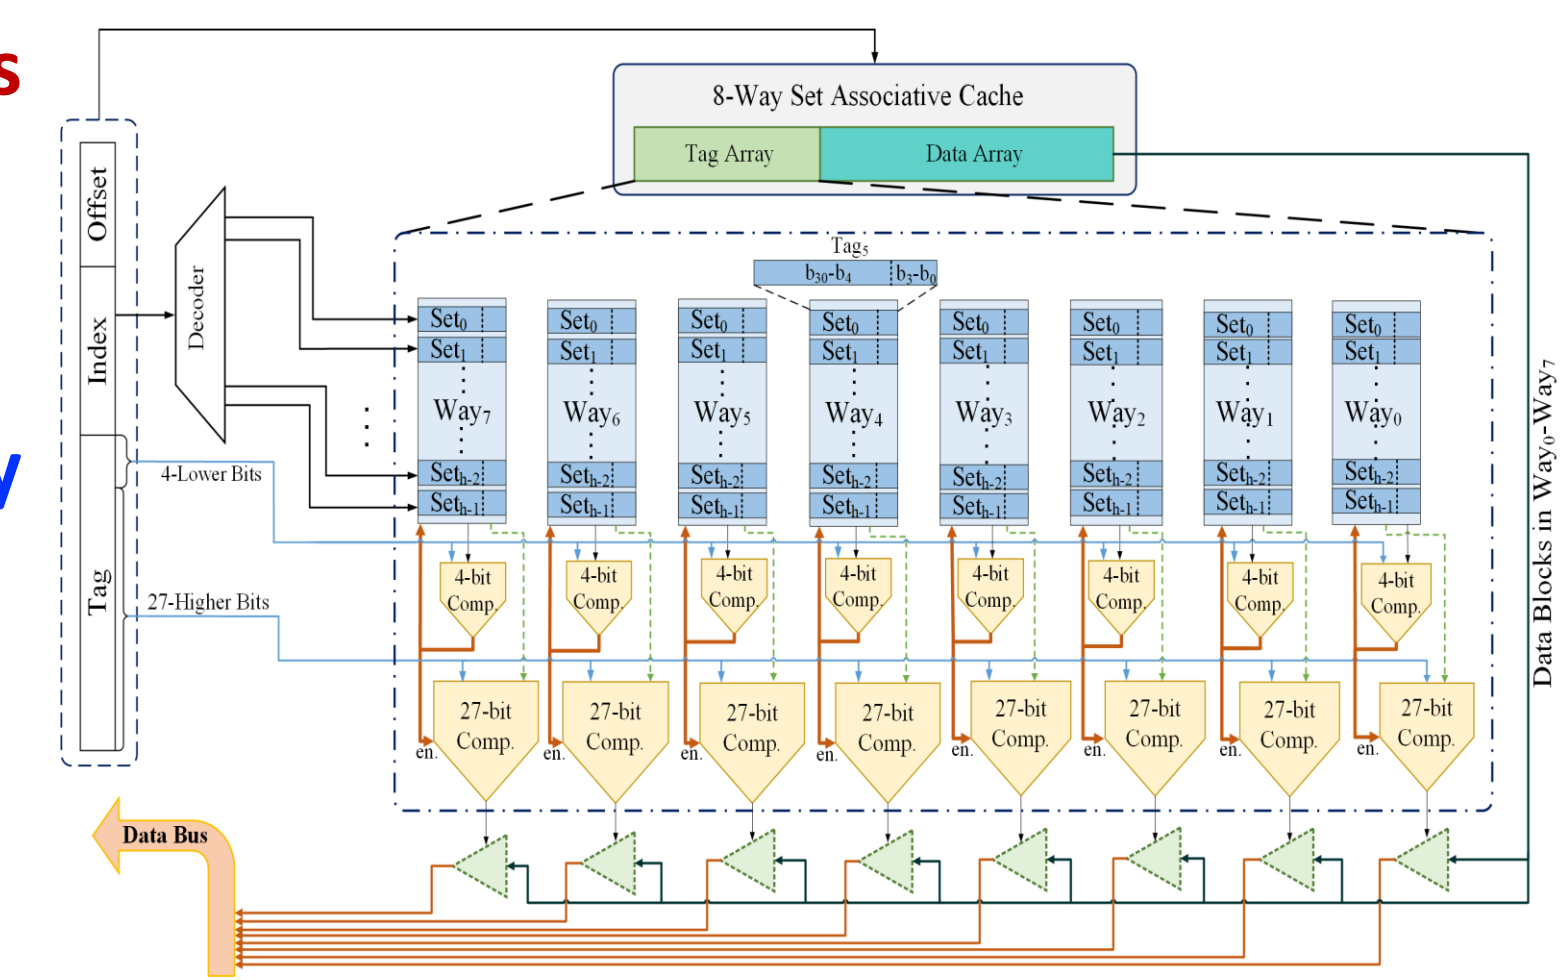 s
y
8-Way Set Associative Cache
Tag Array
Data Array
Offset
Index
Tag
Decoder
4-Lower Bits
27-Higher Bits
Tag5
b30-b4
b3-b0
Set0
Set1
Way7
Seth-2
Seth-1
Set0
Set1
Way6
Seth-2
Seth-1
Set0
Set1
Way5
Seth-2
Seth-1
Set0
Set1
Way4
Seth-2
Seth-1
Set0
Set1
Way3
Seth-2
Seth-1
Set0
Set1
Way2
Seth-2
Seth-1
Set0
Set1
Way1
Seth-2
Seth-1
Set0
Set1
Way0
Seth-2
Seth-1
4-bit
Comp.
4-bit
Comp.
4-bit
Comp.
4-bit
Comp.
4-bit
Comp.
4-bit
Comp.
4-bit
Comp.
4-bit
Comp.
27-bit
Comp.
en.
27-bit
Comp.
en.
27-bit
Comp.
en.
27-bit
Comp.
en.
27-bit
Comp.
en.
27-bit
Comp.
en.
27-bit
Comp.
en.
27-bit
Comp.
en.
Data Blocks in Way0-Way7
Data Bus